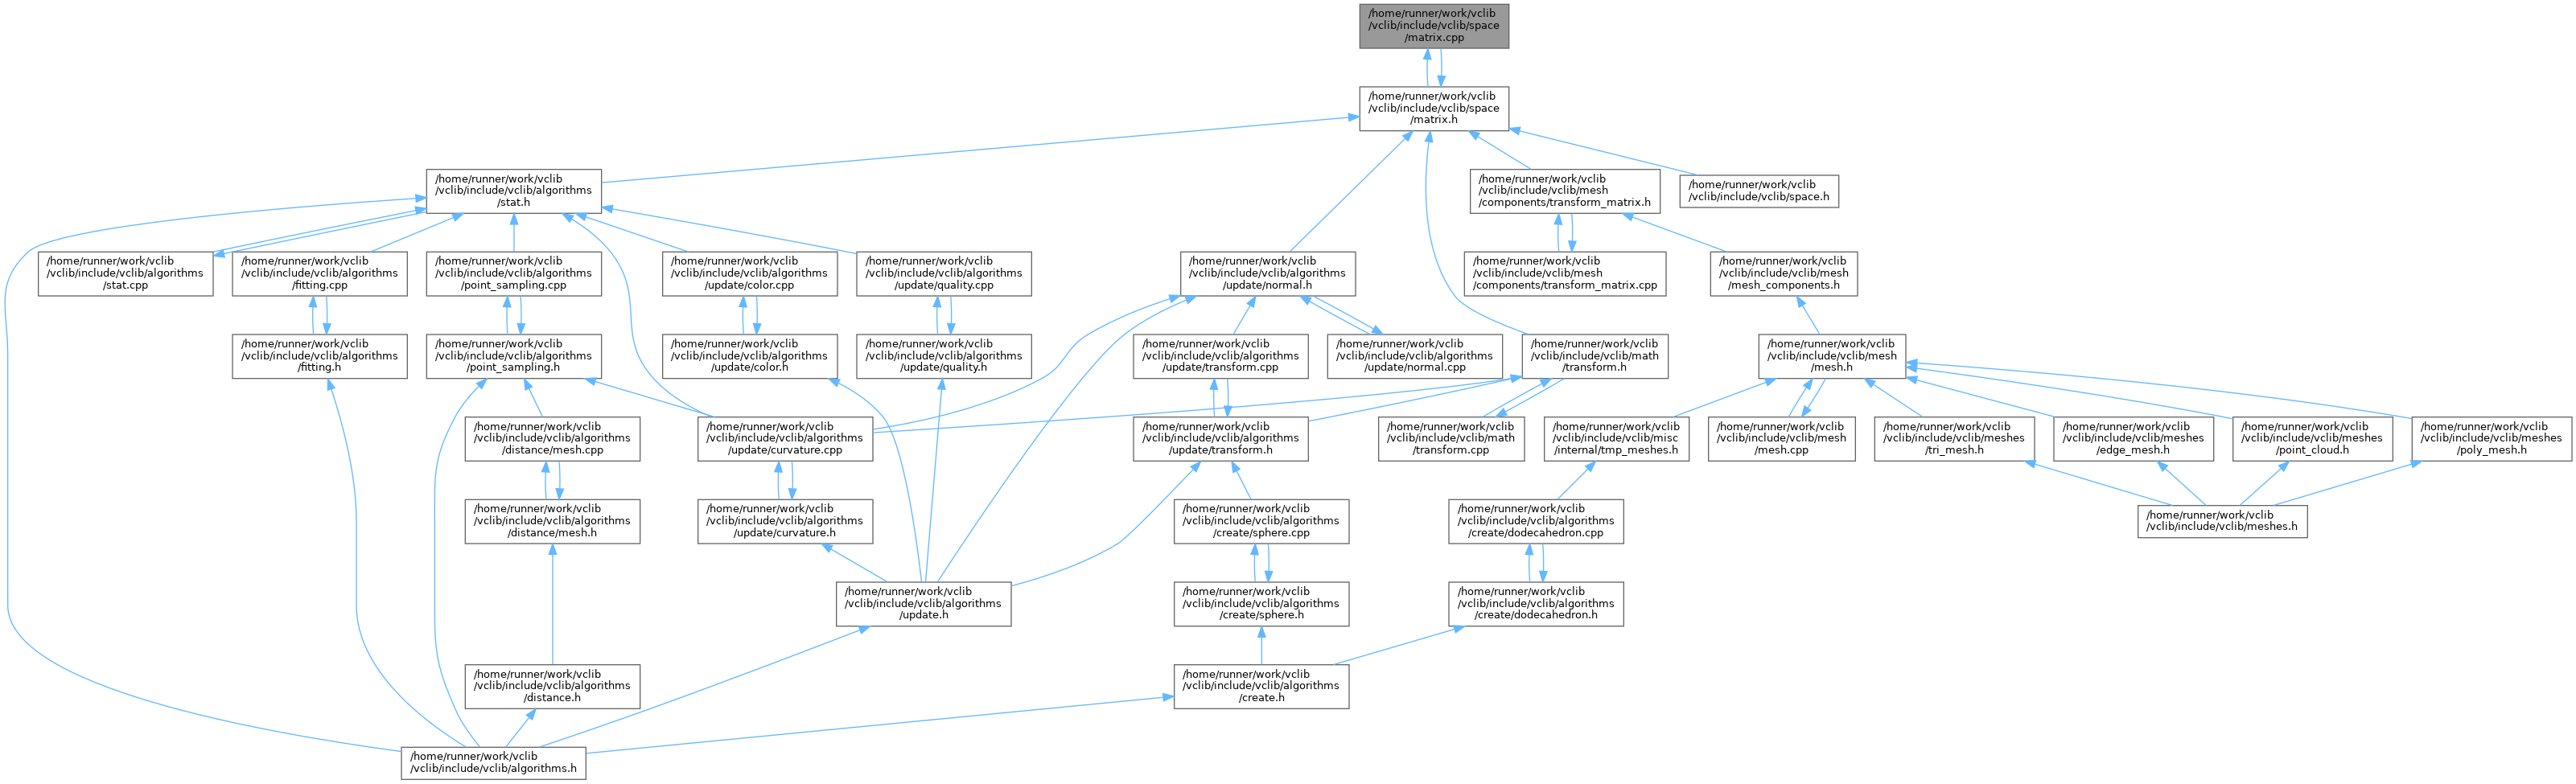 /home/runner/work/vclib
/vclib/include/vclib/space
/matrix.cpp
/home/runner/work/vclib
/vclib/include/vclib/space
/matrix.h
/home/runner/work/vclib
/vclib/include/vclib/algorithms
/stat.h
/home/runner/work/vclib
/vclib/include/vclib/mesh
/components/transform_matrix.h
/home/runner/work/vclib
/vclib/include/vclib/space.h
/home/runner/work/vclib
/vclib/include/vclib/algorithms
/stat.cpp
/home/runner/work/vclib
/vclib/include/vclib/algorithms
/fitting.cpp
/home/runner/work/vclib
/vclib/include/vclib/algorithms
/point_sampling.cpp
/home/runner/work/vclib
/vclib/include/vclib/algorithms
/update/color.cpp
/home/runner/work/vclib
/vclib/include/vclib/algorithms
/update/quality.cpp
/home/runner/work/vclib
/vclib/include/vclib/algorithms
/update/normal.h
/home/runner/work/vclib
/vclib/include/vclib/mesh
/components/transform_matrix.cpp
/home/runner/work/vclib
/vclib/include/vclib/mesh
/mesh_components.h
/home/runner/work/vclib
/vclib/include/vclib/algorithms
/fitting.h
/home/runner/work/vclib
/vclib/include/vclib/algorithms
/point_sampling.h
/home/runner/work/vclib
/vclib/include/vclib/algorithms
/update/color.h
/home/runner/work/vclib
/vclib/include/vclib/algorithms
/update/quality.h
/home/runner/work/vclib
/vclib/include/vclib/algorithms
/update/transform.cpp
/home/runner/work/vclib
/vclib/include/vclib/algorithms
/update/normal.cpp
/home/runner/work/vclib
/vclib/include/vclib/math
/transform.h
/home/runner/work/vclib
/vclib/include/vclib/mesh
/mesh.h
/home/runner/work/vclib
/vclib/include/vclib/algorithms
/distance/mesh.cpp
/home/runner/work/vclib
/vclib/include/vclib/algorithms
/update/curvature.cpp
/home/runner/work/vclib
/vclib/include/vclib/algorithms
/update/transform.h
/home/runner/work/vclib
/vclib/include/vclib/math
/transform.cpp
/home/runner/work/vclib
/vclib/include/vclib/misc
/internal/tmp_meshes.h
/home/runner/work/vclib
/vclib/include/vclib/mesh
/mesh.cpp
/home/runner/work/vclib
/vclib/include/vclib/meshes
/tri_mesh.h
/home/runner/work/vclib
/vclib/include/vclib/meshes
/edge_mesh.h
/home/runner/work/vclib
/vclib/include/vclib/meshes
/point_cloud.h
/home/runner/work/vclib
/vclib/include/vclib/meshes
/poly_mesh.h
/home/runner/work/vclib
/vclib/include/vclib/algorithms
/distance/mesh.h
/home/runner/work/vclib
/vclib/include/vclib/algorithms
/update/curvature.h
/home/runner/work/vclib
/vclib/include/vclib/algorithms
/create/sphere.cpp
/home/runner/work/vclib
/vclib/include/vclib/algorithms
/create/dodecahedron.cpp
/home/runner/work/vclib
/vclib/include/vclib/meshes.h
/home/runner/work/vclib
/vclib/include/vclib/algorithms
/update.h
/home/runner/work/vclib
/vclib/include/vclib/algorithms
/create/sphere.h
/home/runner/work/vclib
/vclib/include/vclib/algorithms
/create/dodecahedron.h
/home/runner/work/vclib
/vclib/include/vclib/algorithms
/distance.h
/home/runner/work/vclib
/vclib/include/vclib/algorithms
/create.h
/home/runner/work/vclib
/vclib/include/vclib/algorithms.h